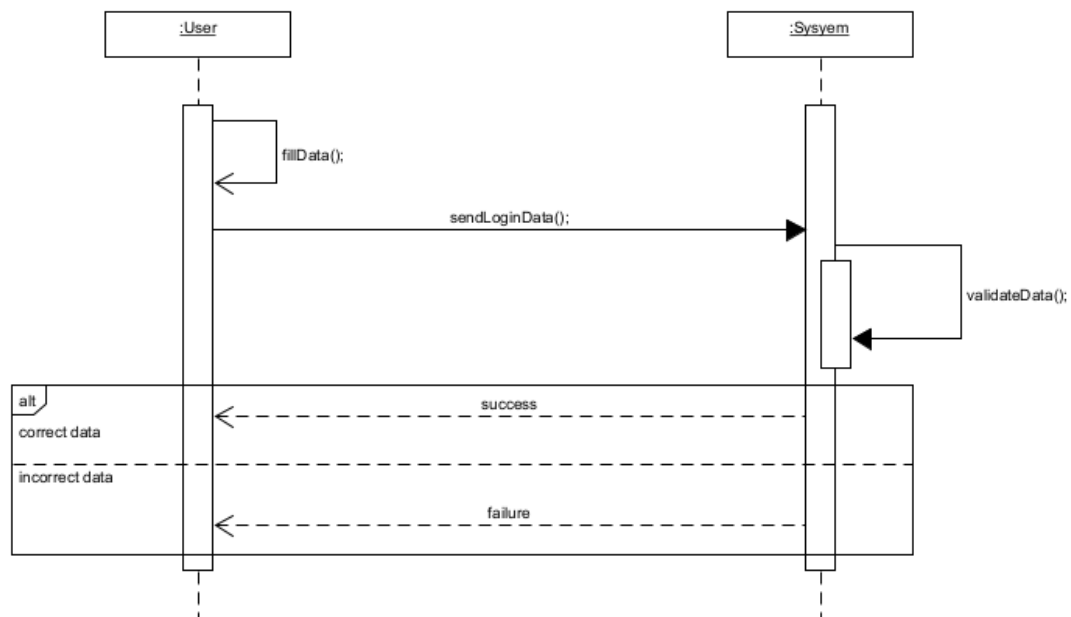 :User
:Sysyem
fillData();
sendLoginData();
validateData();
alt
success
correct data
incorrect data
failure